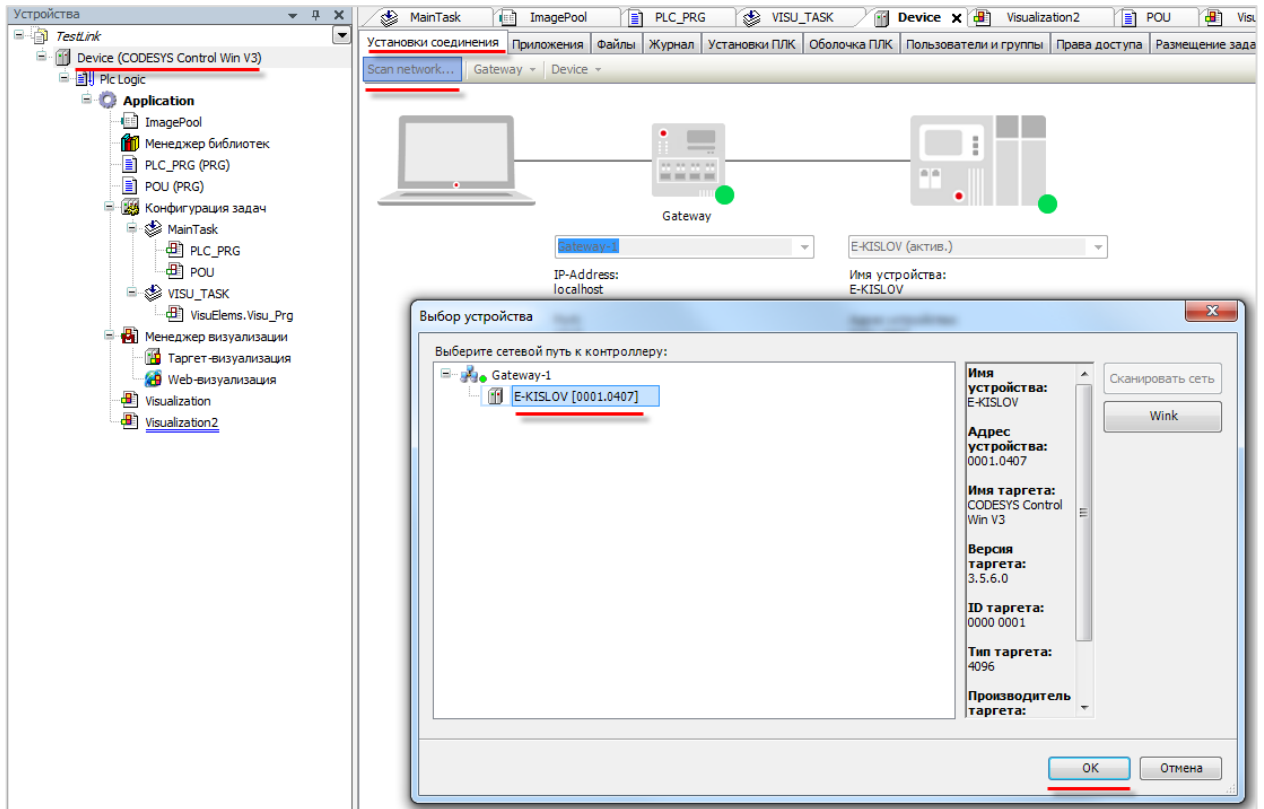 Устройства
TestLink
Device (CODESYS Control Win V3)
Plc Logic
Application
ImagePool
Менеджер библиотек
PLC_PRG (PRG)
POU (PRG)
Конфигурация задач
MainTask
PLC_PRG
POU
VISU_TASK
VisuElems.Visu_Prg
Менеджер визуализации
Таргет-визуализация
Web-визуализация
Visualization
Visualization2
MainTask ImagePool PLC_PRG VISU_TASK Device Visualization2 POU Visu
Установки соединения Приложения Файлы Журнал Установки ПЛК Оболочка ПЛК Пользователи и группы Права доступа Размещение зада
Scan network... Gateway Device
Gateway
Gateway-1 E-KISLOV (актив.)
IP-Address: Имя устройства:
localhost E-KISLOV
Выбор устройства
Выберите сетевой путь к контроллеру:
Gateway-1
E-KISLOV [0001.0407]
Имя
устройства:
E-KISLOV
Адрес
устройства:
0001.0407
Имя таргета:
CODESYS Control
Win V3
Версия
таргета:
3.5.6.0
ID таргета:
0000 0001
Тип таргета:
4096
Производитель
таргета:
Сканировать сеть
Wink
OK Отмена